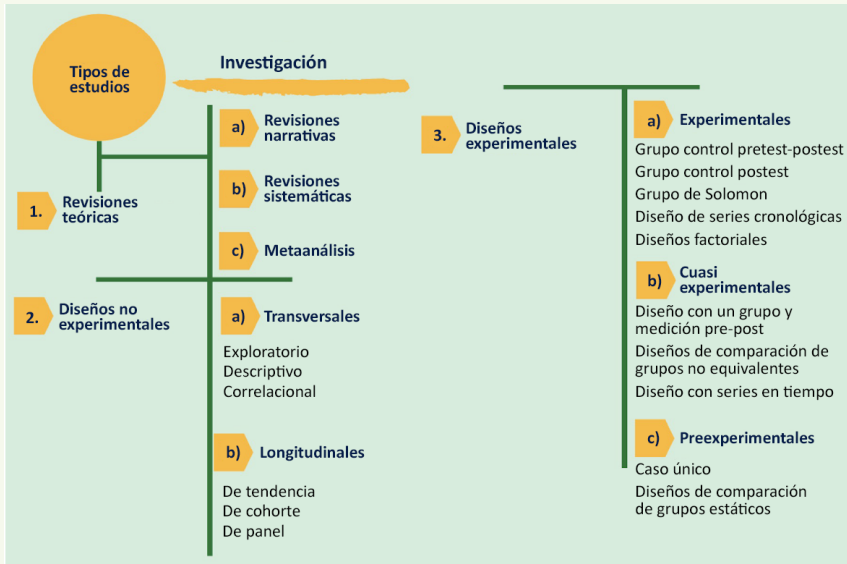 Tipos de
estudios
Investigación
1.
Revisiones
teóricas
a)
Revisiones
narrativas
b)
Revisiones
sistemáticas
c)
Metaanálisis
2.
Diseños no
experimentales
a)
Transversales
Exploratorio
Descriptivo
Correlacional
b)
Longitudinales
De tendencia
De cohorte
De panel
3.
Diseños
experimentales
a)
Experimentales
Grupo control pretest-postest
Grupo control postest
Grupo de Solomon
Diseño de series cronológicas
Diseños factoriales
b)
Cuasi
experimentales
Diseño con un grupo y
medición pre-post
Diseños de comparación de
grupos no equivalentes
Diseño con series en tiempo
c)
Preexperimentales
Caso único
Diseños de comparación
de grupos estáticos